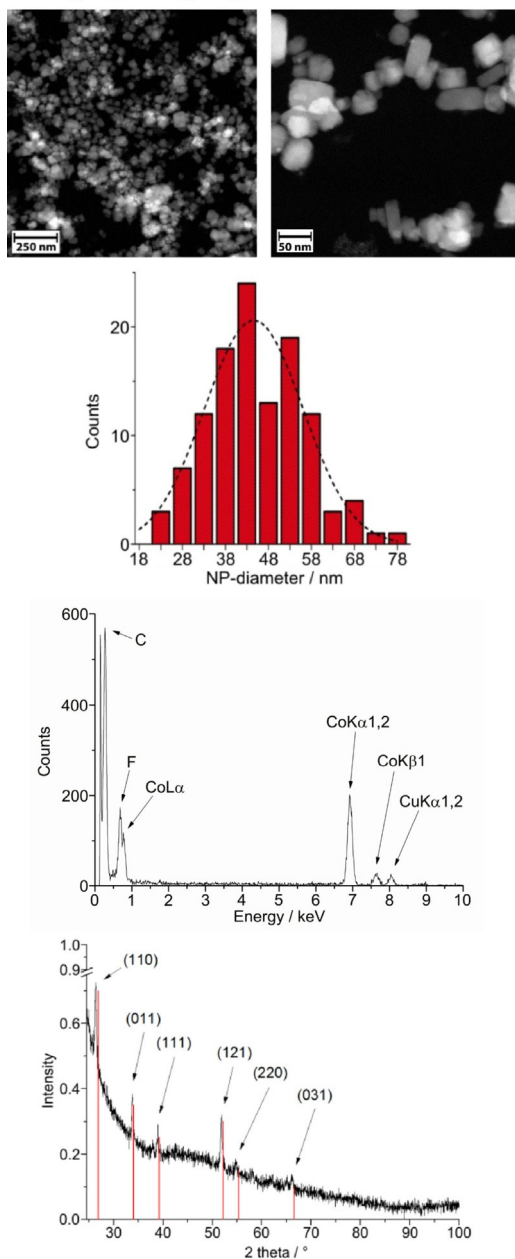 250 nm
50 nm
20
10
0
Counts
18 28 38 48 58 68 78
NP-diameter / nm
600
400
200
0
Counts
C
F
CoLα
CoKα1,2
CoKβ1
CuKα1,2
0 1 2 3 4 5 6 7 8 9 10
Energy / keV
1.0
0.9
0.6
0.4
0.2
0.0
Intensity
(110)
(011)
(111)
(121)
(220)
(031)
30 40 50 60 70 80 90 100
2 theta / °